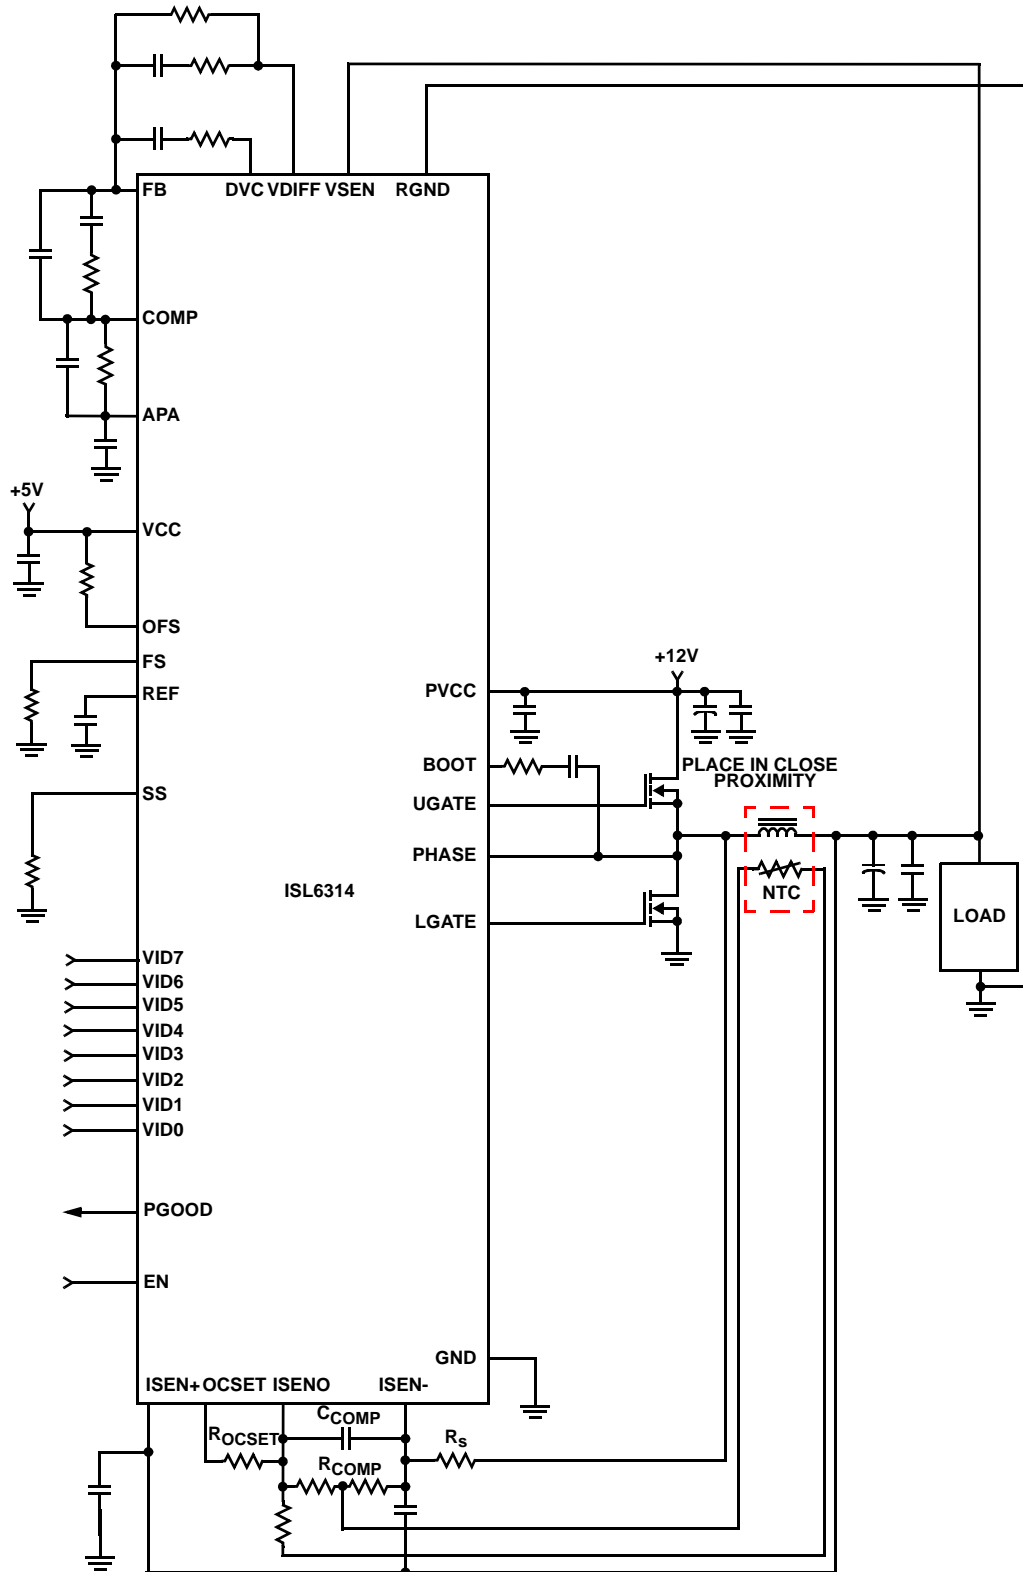 FB
DVC VDIFF VSEN RGND
COMP
APA
+5V
VCC
OFS
FS
REF
SS
+12V
PVCC
BOOT
UGATE
PHASE
LGATE
PLACE IN CLOSE
PROXIMITY
NTC
LOAD
ISL6314
VID7
VID6
VID5
VID4
VID3
VID2
VID1
VID0
PGOOD
EN
GND
ISEN+ OCSET ISENO ISEN-
ROCSET
CCOMP
RCOMP
Rs